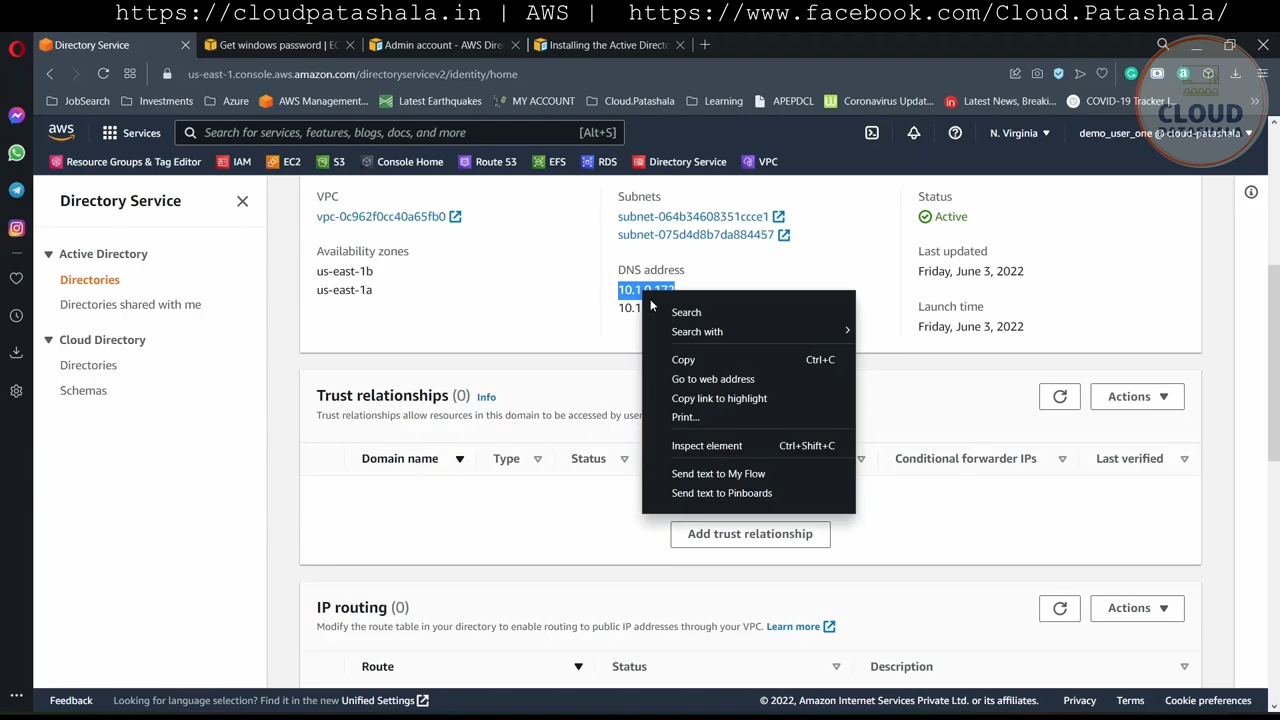 https://cloudpatashala.in | AWS | https://www.facebook.com/Cloud.Patashala/
Directory Service
Get windows password | EC
Admin account - AWS Dire
Installing the Active Directo
us-east-1.console.aws.amazon.com/directoryservicev2/identity/home
JobSearch
Investments
Azure
AWS Management...
Latest Earthquakes
MY ACCOUNT
Cloud.Patashala
Learning
APEPDCL
Coronavirus Updat...
Latest News, Breaki...
COVID-19 Tracker |
CLOUD
PATASHALA
aws
Services
Search for services, features, blogs, docs, and more
[Alt+S]
N. Virginia
demo_user_one @ cloud-patashala
Resource Groups & Tag Editor
IAM
EC2
S3
Console Home
Route 53
EFS
RDS
Directory Service
VPC
Directory Service
Active Directory
Directories
Directories shared with me
Cloud Directory
Directories
Schemas
VPC
vpc-0c962f0cc40a65fb0
Availability zones
us-east-1b
us-east-1a
Subnets
subnet-064b34608351ccce1
subnet-075d4d8b7da884457
DNS address
10.1.0.172
10.1
Status
Active
Last updated
Friday, June 3, 2022
Launch time
Friday, June 3, 2022
Search
Search with
Copy Ctrl+C
Go to web address
Copy link to highlight
Print...
Inspect element Ctrl+Shift+C
Send text to My Flow
Send text to Pinboards
Trust relationships (0) Info
Trust relationships allow resources in this domain to be accessed by user
Actions
Domain name
Type
Status
Conditional forwarder IPs
Last verified
Add trust relationship
IP routing (0)
Modify the route table in your directory to enable routing to public IP addresses through your VPC. Learn more
Actions
Route
Status
Description
Feedback
Looking for language selection? Find it in the new Unified Settings
© 2022, Amazon Internet Services Private Ltd. or its affiliates.
Privacy
Terms
Cookie preferences